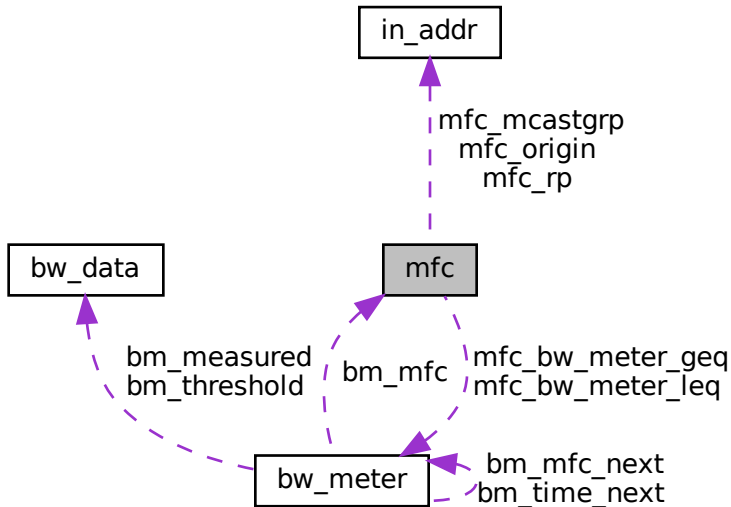 in_addr
mfc_mcastgrp
mfc_origin
mfc_rp
bw_data
mfc
bm_measured
bm_threshold
bm_mfc
mfc_bw_meter_geq
mfc_bw_meter_leq
bw_meter
bm_mfc_next
bm_time_next